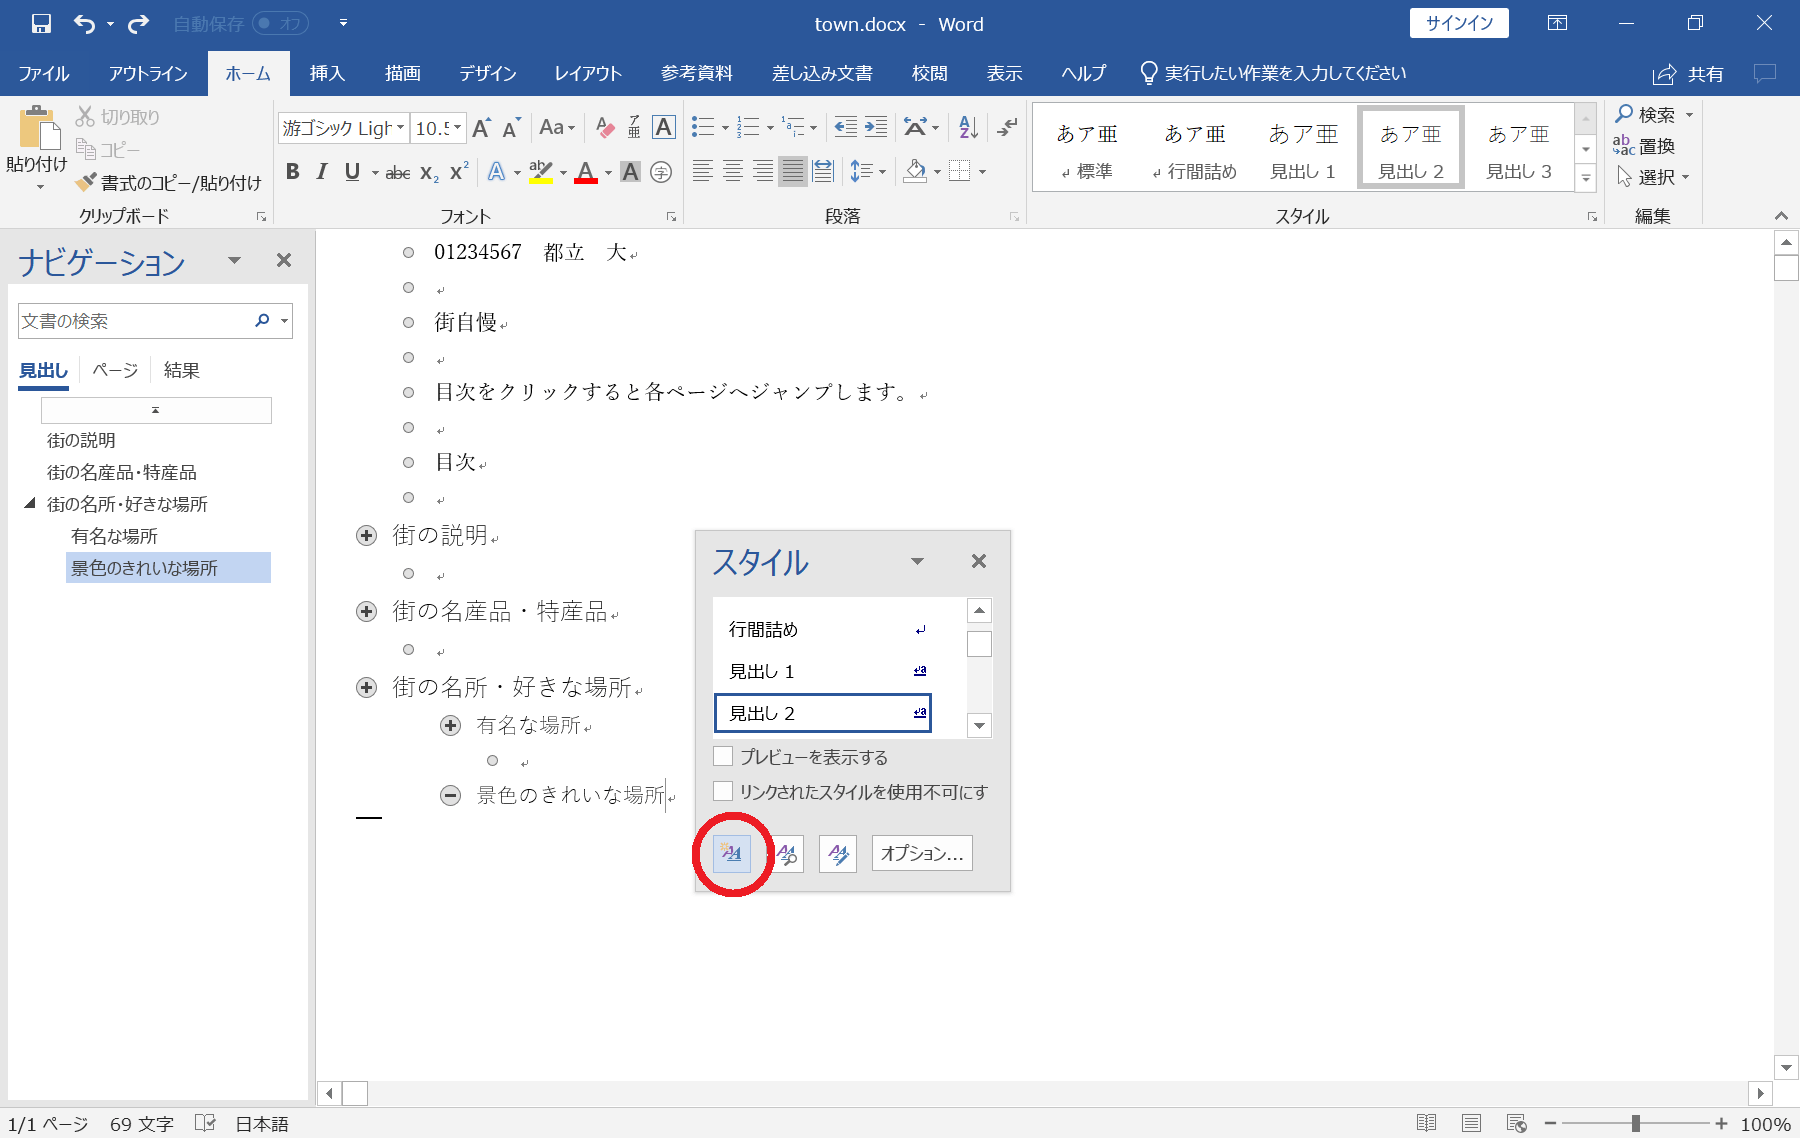 自動保存 オフ
town.docx - Word
サインイン
ファイル アウトライン ホーム 挿入 描画 デザイン レイアウト 参考資料 差し込み文書 校閲 表示 ヘルプ 実行したい作業を入力してください 共有
貼り付け
切り取り
コピー
書式のコピー/貼り付け
クリップボード
游ゴシック Ligh 10.5
Aa ア亜 A
B I U abc X₂ X² A ab A A 字
フォント
段落
あア亜 あア亜 あア亜 あア亜 あア亜
↲ 標準 ↲ 行間詰め 見出し 1 見出し 2 見出し 3
スタイル
検索
置換
選択
編集
ナビゲーション
文書の検索
見出し ページ 結果
街の説明
街の名産品・特産品
街の名所・好きな場所
有名な場所
景色のきれいな場所
01234567 都立 大
街自慢
目次をクリックすると各ページへジャンプします。
目次
街の説明
街の名産品・特産品
街の名所・好きな場所
有名な場所
景色のきれいな場所
スタイル
行間詰め
見出し 1
見出し 2
プレビューを表示する
リンクされたスタイルを使用不可にす
オプション...
1/1 ページ 69 文字 日本語
100%